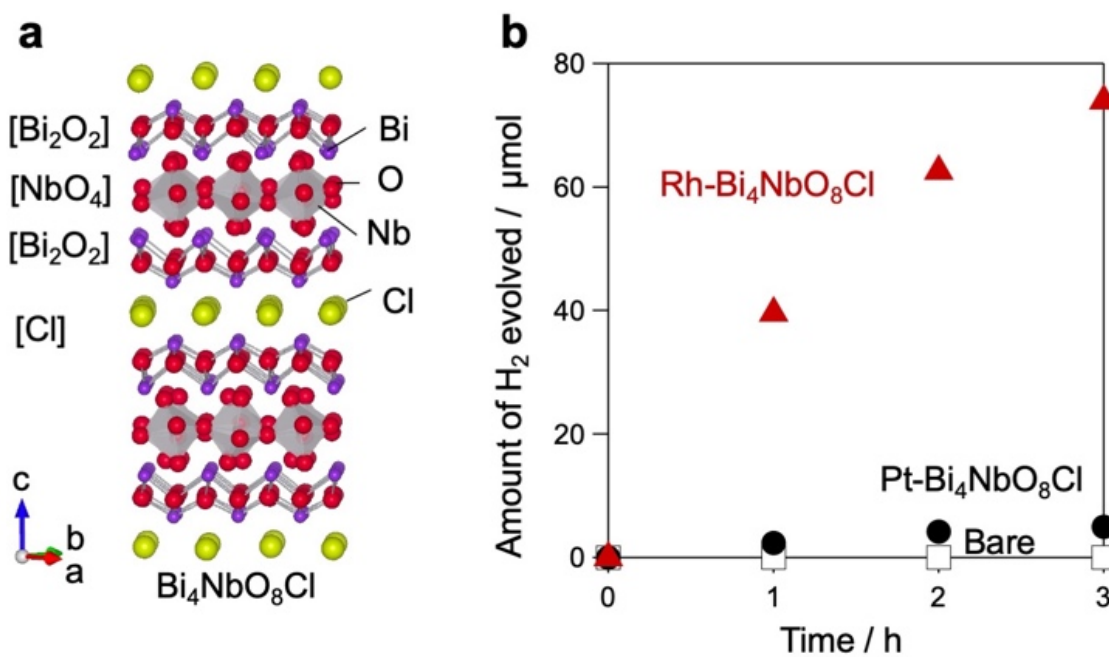 a
[Bi₂O₂]
Bi
[NbO₄]
O
[Bi₂O₂]
Nb
Cl
[Cl]
c
b
a
Bi₄NbO₈Cl
b
80
60
40
20
0
Amount of H₂ evolved / μmol
Rh-Bi₄NbO₈Cl
Pt-Bi₄NbO₈Cl
Bare
0 1 2 3
Time / h